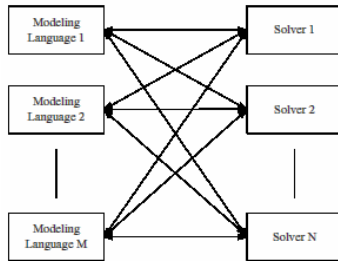 Modeling
Language 1
Solver 1
Modeling
Language 2
Solver 2
Modeling
Language M
Solver N